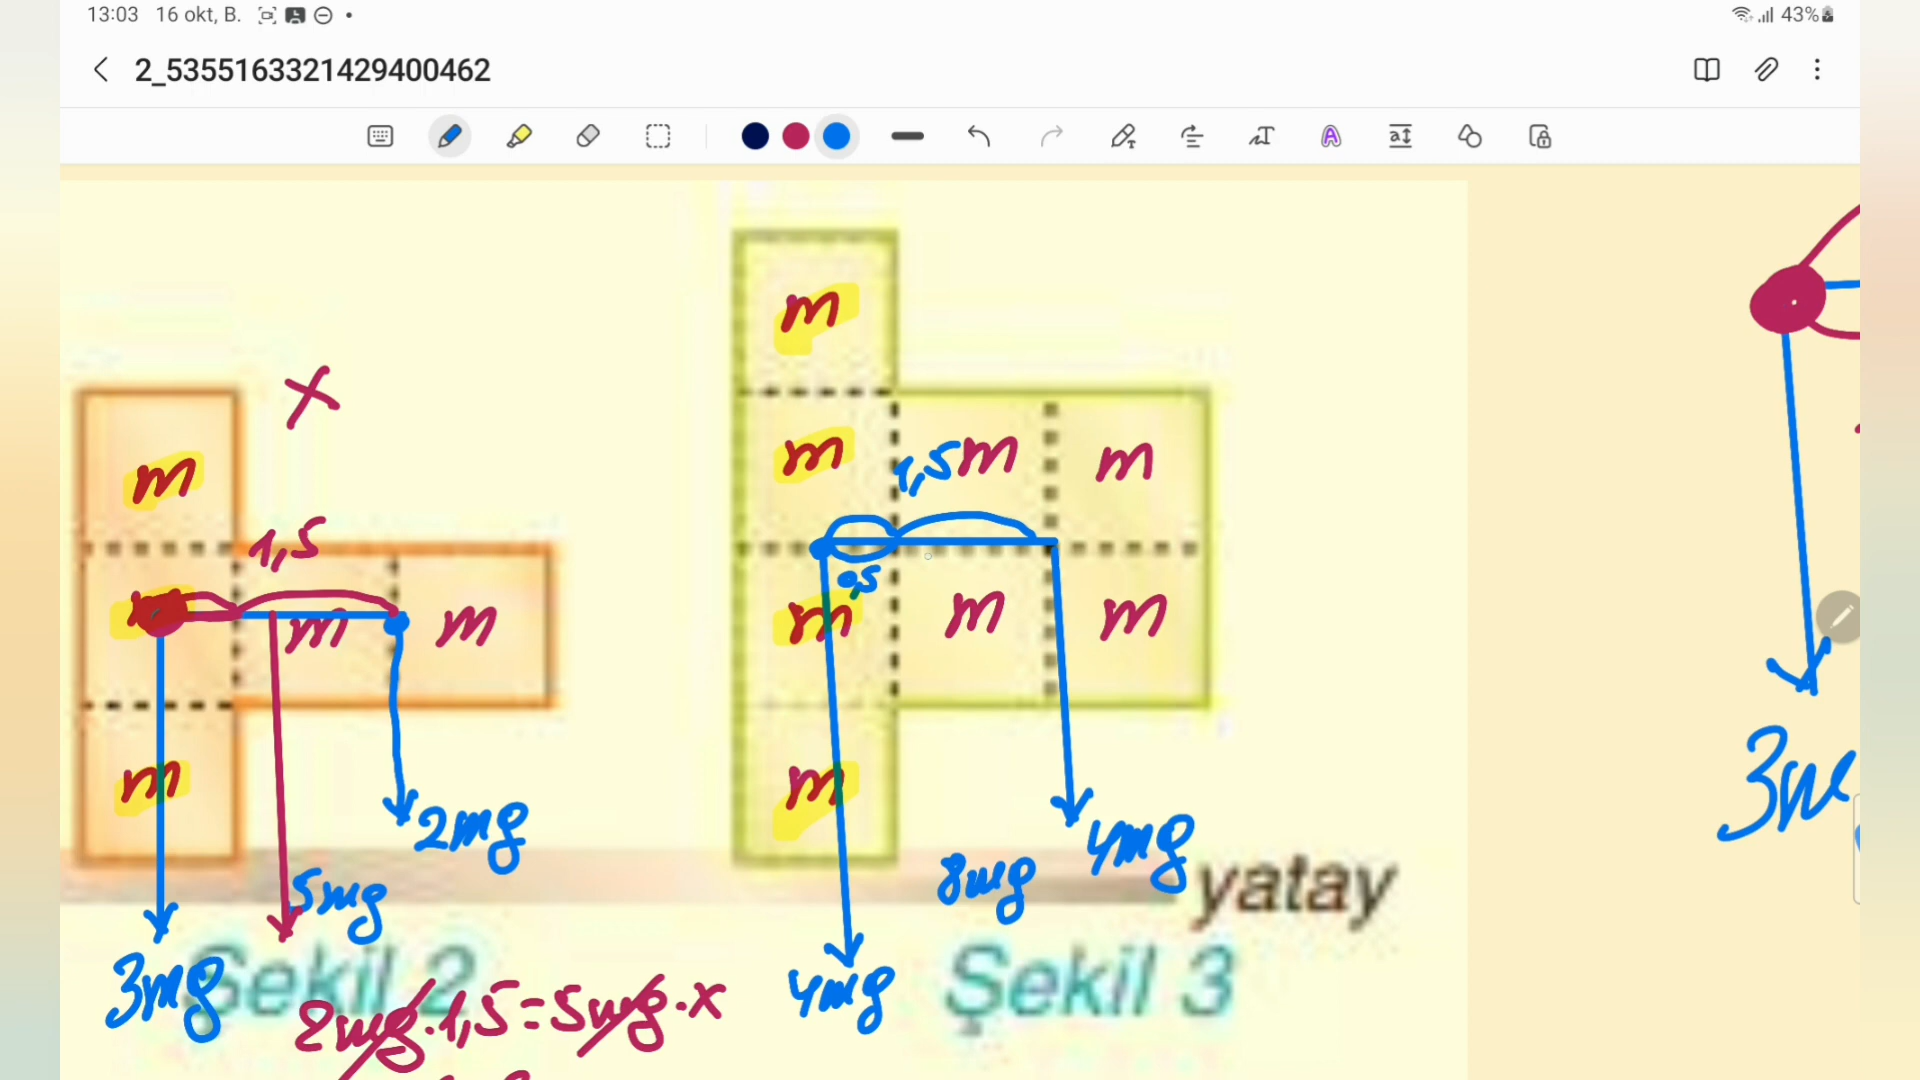 13:03 16 okt, B.
43%
2_5355163321429400462
m
m
1,5m
m
m
1,5
0,5
m
m
m
m
m
m
m
2mg
4mg
8mg
yatay
5mg
3mg
Şekil 2
4mg
Şekil 3
2mg·1,5=5mg·x